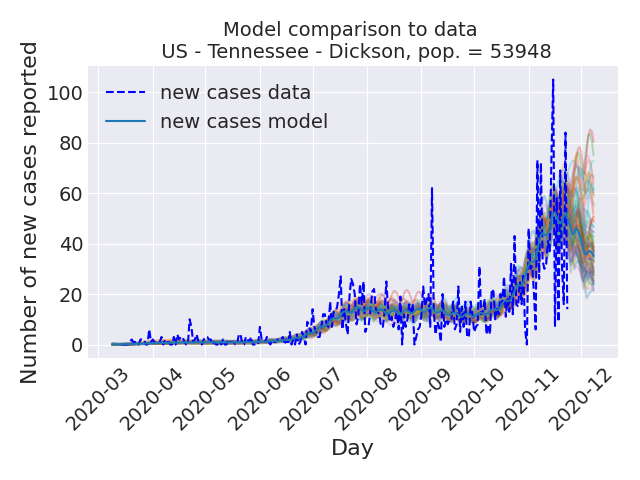 Model comparison to data
US - Tennessee - Dickson, pop. = 53948
Number of new cases reported
100
80
60
40
20
0
new cases data
new cases model
2020-03
2020-04
2020-05
2020-06
2020-07
2020-08
2020-09
2020-10
2020-11
2020-12
Day